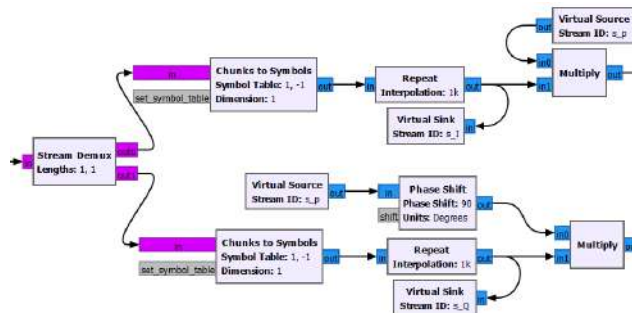 Virtual Source
Stream ID: s_p
out
in
Chunks to Symbols
Symbol Table: 1, -1
Dimension: 1
set_symbol_table
out
in
Repeat
Interpolation: 1k
out
in0
in1
Multiply
out
Virtual Sink
Stream ID: s_I
in
Stream Demux
Lengths: 1, 1
Virtual Source
Stream ID: s_p
out
in
Phase Shift
Phase Shift: 90
Units: Degrees
shift
out
in
Chunks to Symbols
Symbol Table: 1, -1
Dimension: 1
set_symbol_table
out
in
Repeat
Interpolation: 1k
out
in0
in1
Multiply
Virtual Sink
Stream ID: s_Q
in